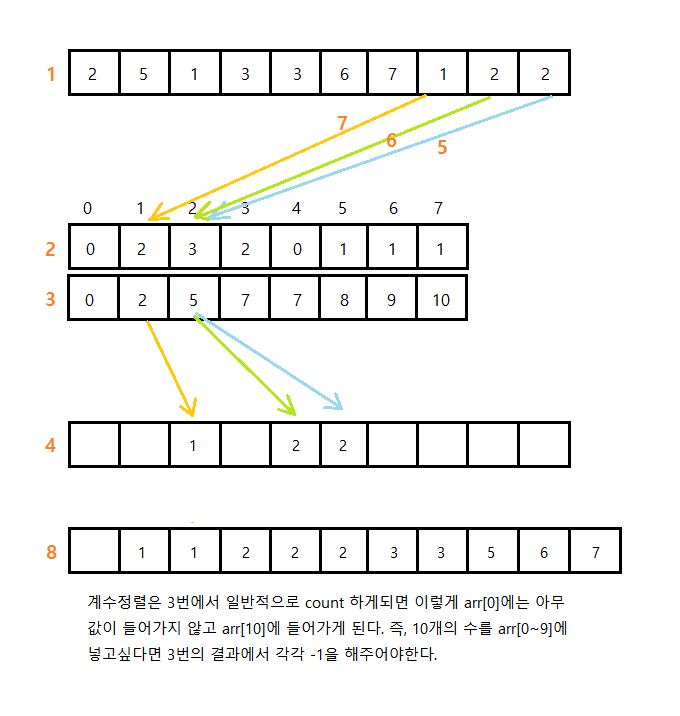 1 2 5 1 3 3 6 7 1 2 2
7
6
5
0 1 2 3 4 5 6 7
2 0 2 3 2 0 1 1 1
3 0 2 5 7 7 8 9 10
4 1 2 2
8 1 1 2 2 2 3 3 5 6 7
계수정렬은 3번에서 일반적으로 count 하게되면 이렇게 arr[0]에는 아무
값이 들어가지 않고 arr[10]에 들어가게 된다. 즉, 10개의 수를 arr[0~9]에
넣고싶다면 3번의 결과에서 각각 -1을 해주어야한다.